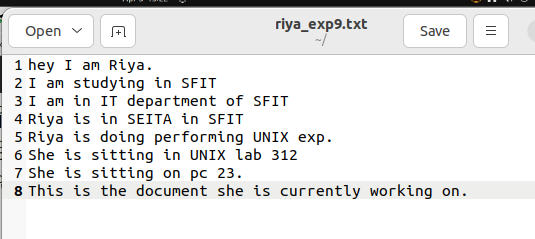 Open
riya_exp9.txt
~/
Save
1 hey I am Riya.
2 I am studying in SFIT
3 I am in IT department of SFIT
4 Riya is in SEITA in SFIT
5 Riya is doing performing UNIX exp.
6 She is sitting in UNIX lab 312
7 She is sitting on pc 23.
8 This is the document she is currently working on.